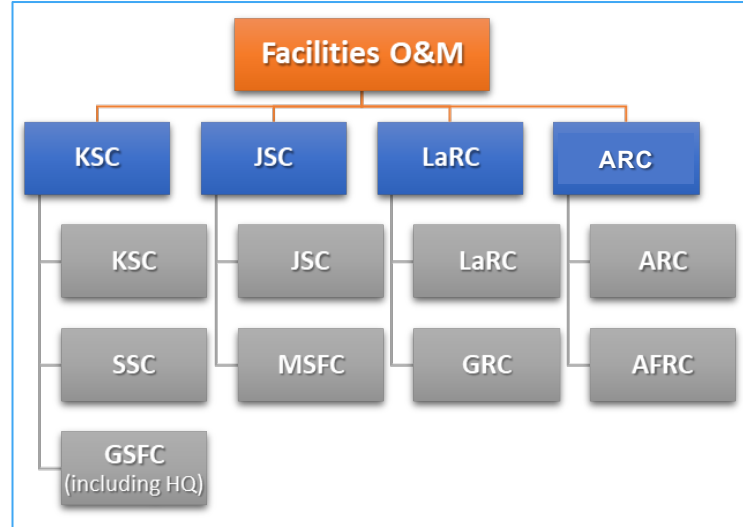 Facilities O&M
KSC
JSC
LaRC
ARC
KSC
JSC
LaRC
ARC
SSC
MSFC
GRC
AFRC
GSFC
(including HQ)